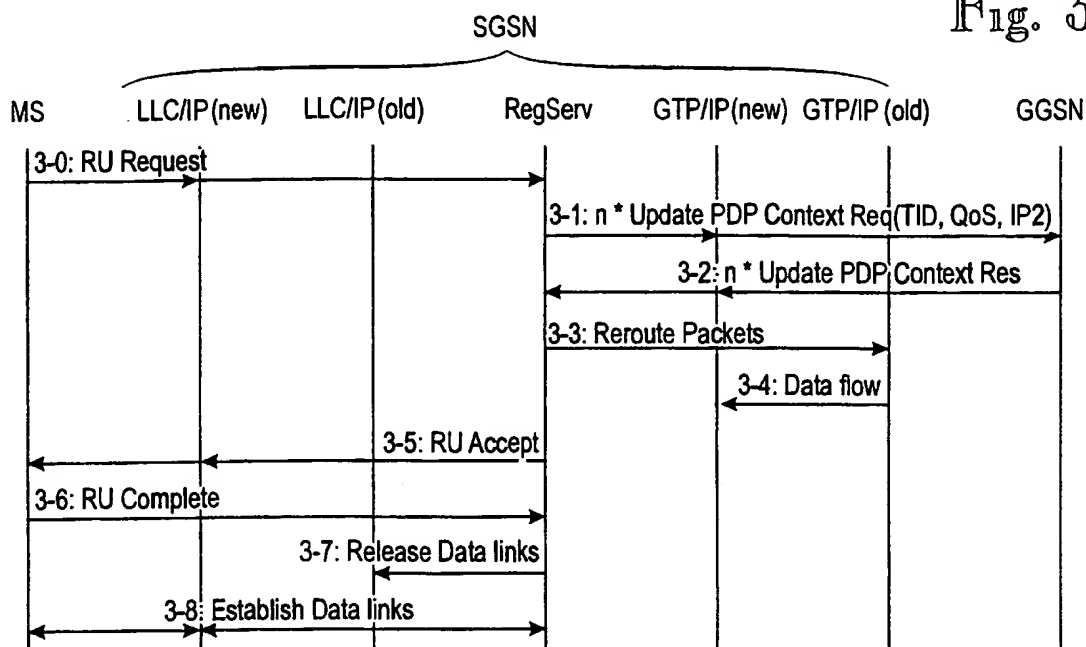 Fig. 3
SGSN
MS
LLC/IP(new)
LLC/IP(old)
RegServ
GTP/IP(new)
GTP/IP(old)
GGSN
3-0: RU Request
3-1: n * Update PDP Context Req(TID, QoS, IP2)
3-2: n * Update PDP Context Res
3-3: Reroute Packets
3-4: Data flow
3-5: RU Accept
3-6: RU Complete
3-7: Release Data links
3-8: Establish Data links